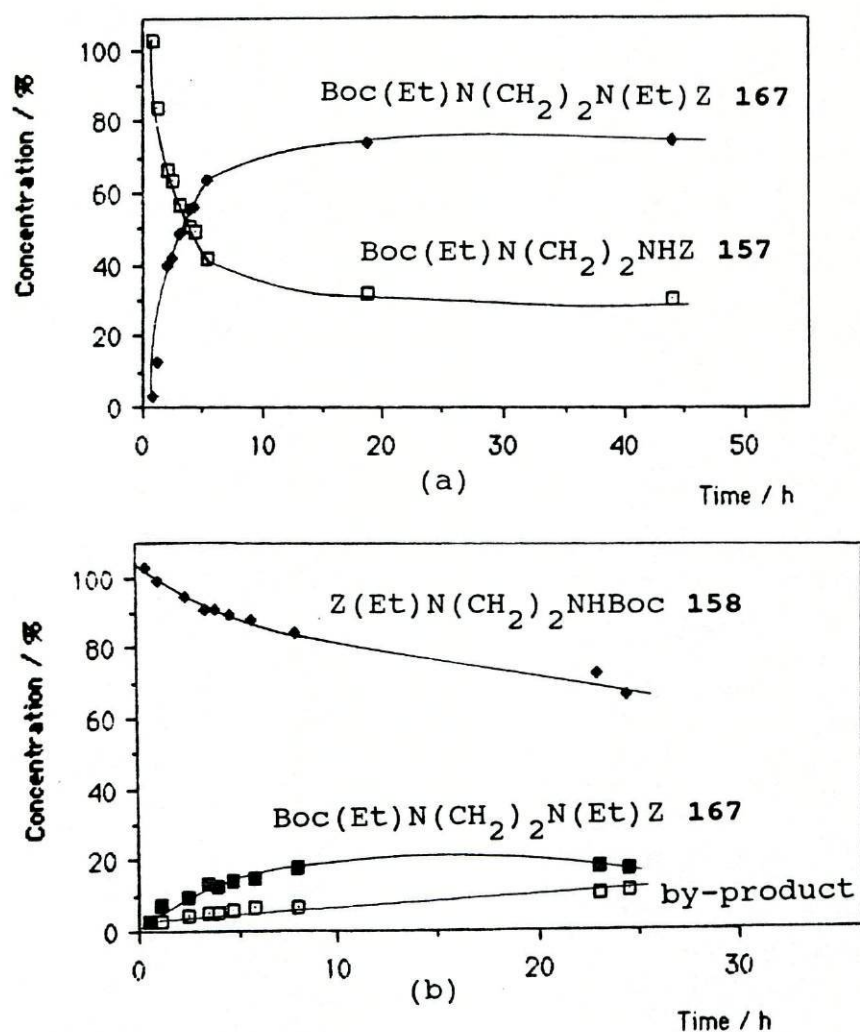 100
80
60
40
20
0
Concentration / %
Boc(Et)N(CH₂)₂N(Et)Z 167
Boc(Et)N(CH₂)₂NHZ 157
0 10 20 30 40 50
(a)
Time / h
100
80
60
40
20
0
Concentration / %
Z(Et)N(CH₂)₂NHBoc 158
Boc(Et)N(CH₂)₂N(Et)Z 167
by-product
0 10 20 30
(b)
Time / h